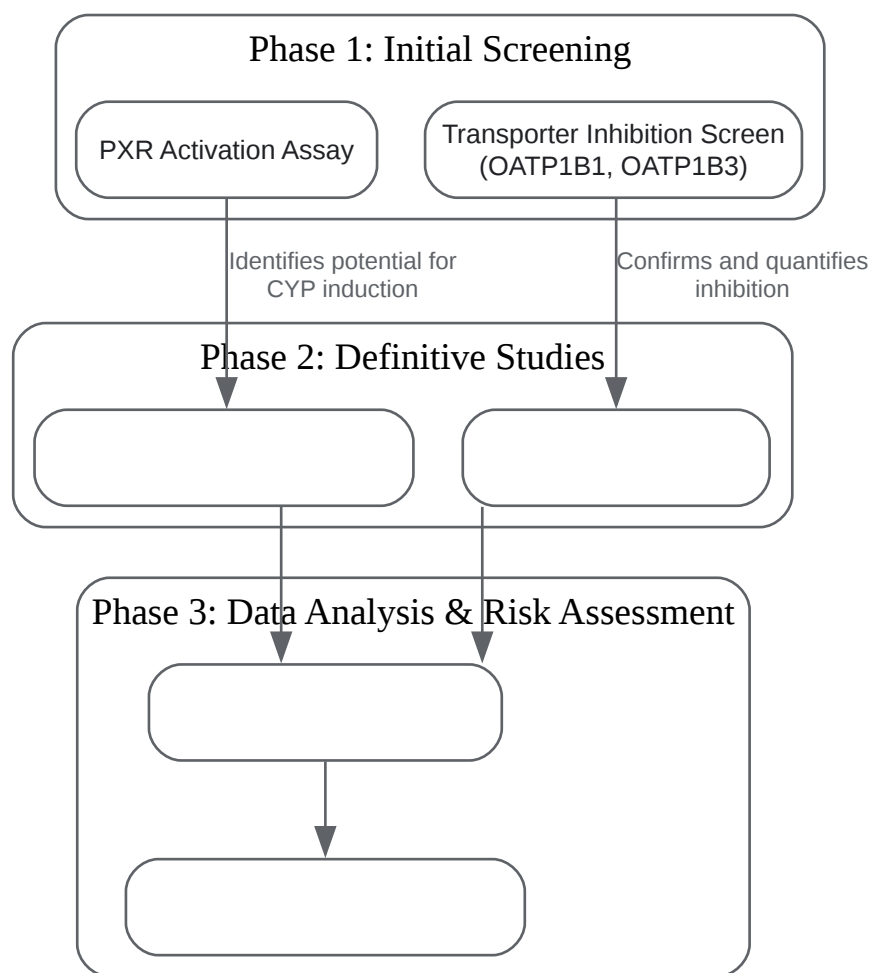 Phase 1: Initial Screening
PXR Activation Assay
Transporter Inhibition Screen
(OATP1B1, OATP1B3)
Identifies potential for
CYP induction
Confirms and quantifies
inhibition
Phase 2: Definitive Studies
Phase 3: Data Analysis & Risk Assessment